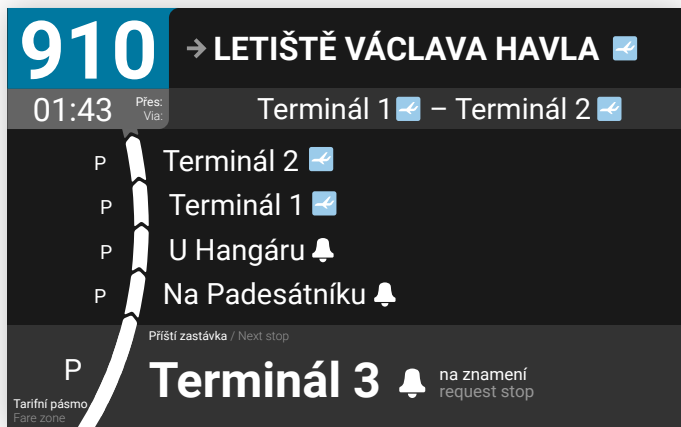 910
→ LETIŠTĚ VÁCLAVA HAVLA
01:43
Přes:
Via:
Terminál 1 – Terminál 2
P Terminál 2
P Terminál 1
P U Hangáru
P Na Padesátníku
Příští zastávka / Next stop
P
Terminál 3
na znamení
request stop
Tarifní pásmo
Fare zone